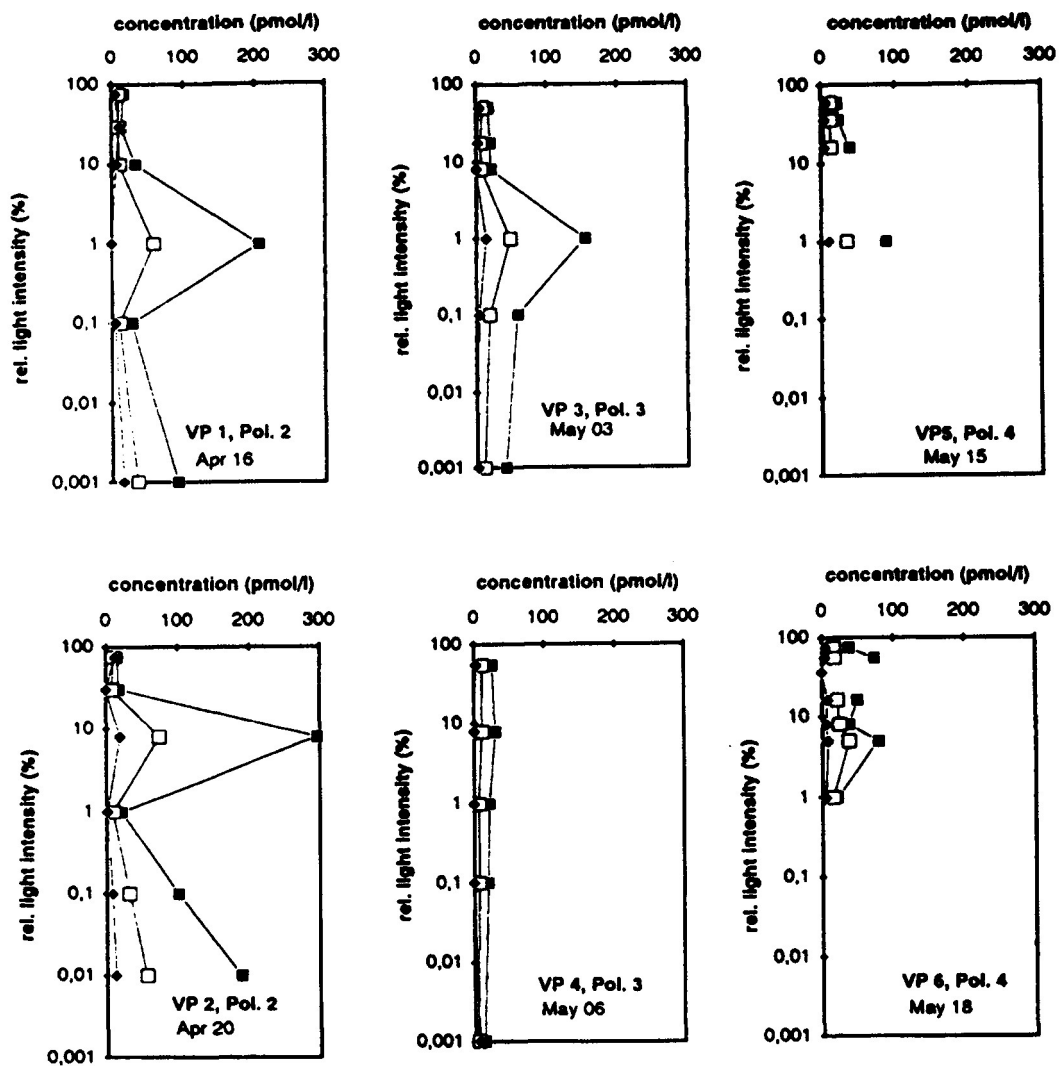 concentration (pmol/l)
0 100 200 300
100
10
1
0,1
0,01
0,001
rel. light intensity (%)
VP 1, Pol. 2
Apr 16
concentration (pmol/l)
0 100 200 300
100
10
1
0,1
0,01
0,001
rel. light intensity (%)
VP 3, Pol. 3
May 03
concentration (pmol/l)
0 100 200 300
100
10
1
0,1
0,01
0,001
rel. light intensity (%)
VP5, Pol. 4
May 15
concentration (pmol/l)
0 100 200 300
100
10
1
0,1
0,01
0,001
rel. light intensity (%)
VP 2, Pol. 2
Apr 20
concentration (pmol/l)
0 100 200 300
100
10
1
0,1
0,01
0,001
rel. light intensity (%)
VP 4, Pol. 3
May 06
concentration (pmol/l)
0 100 200 300
100
10
1
0,1
0,01
0,001
rel. light intensity (%)
VP 6, Pol. 4
May 18